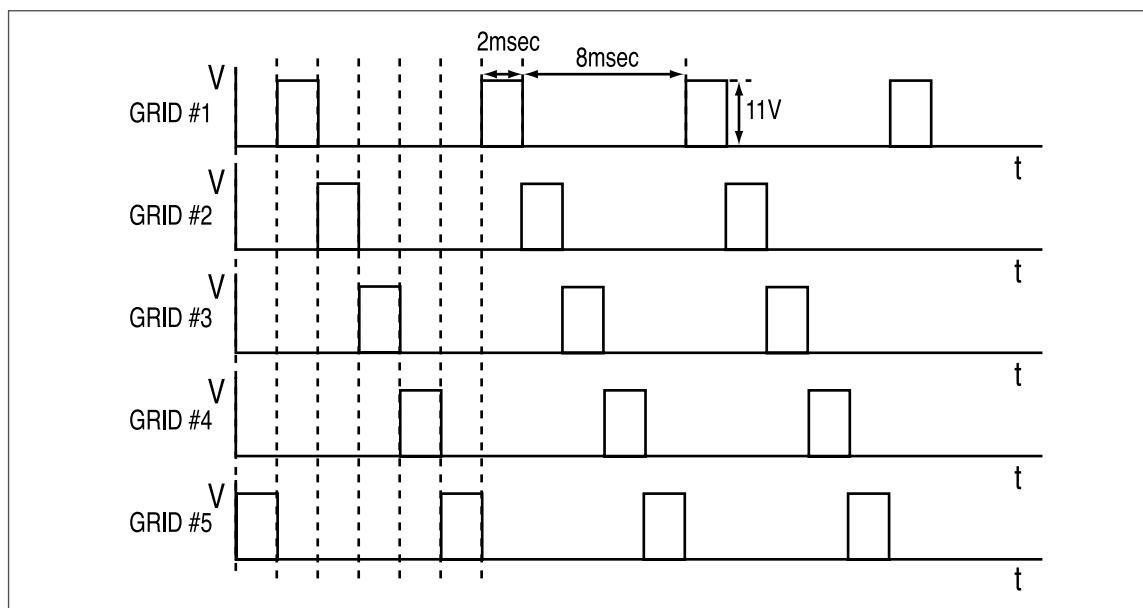 2msec
8msec
V
GRID #1
11V
t
V
GRID #2
t
V
GRID #3
t
V
GRID #4
t
V
GRID #5
t